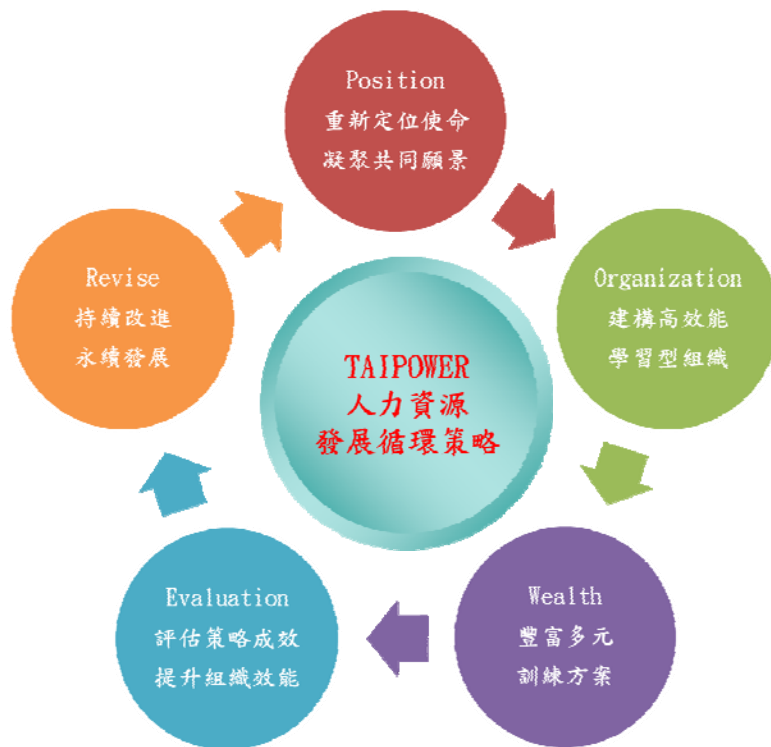 Position
重新定位使命
凝聚共同願景
Organization
建構高效能
學習型組織
Wealth
豐富多元
訓練方案
Evaluation
評估策略成效
提升組織效能
Revise
持續改進
永續發展
TAIPOWER
人力資源
發展循環策略